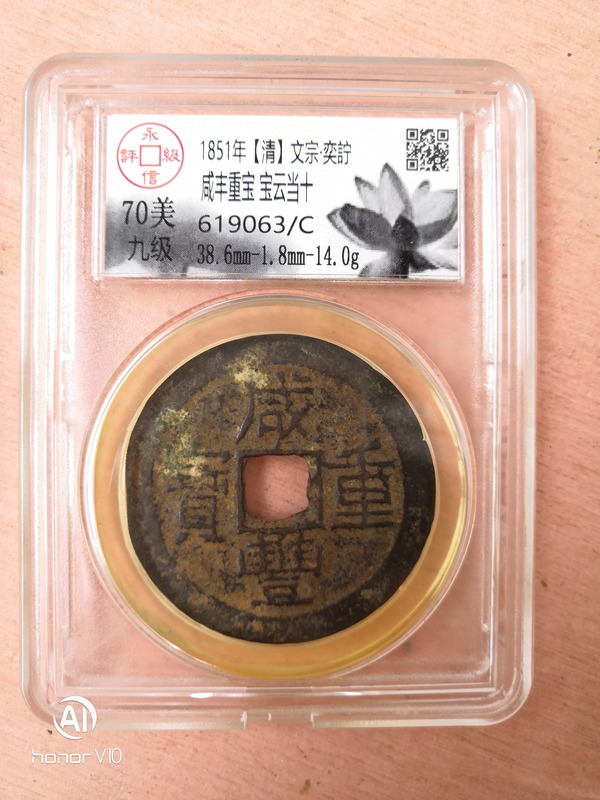 永
評 級
信
1851年【清】文宗·奕詝
咸丰重宝 宝云当十
70美 619063/C
九级 38.6mm-1.8mm-14.0g
咸
寶 重
豐
AI
honor V10